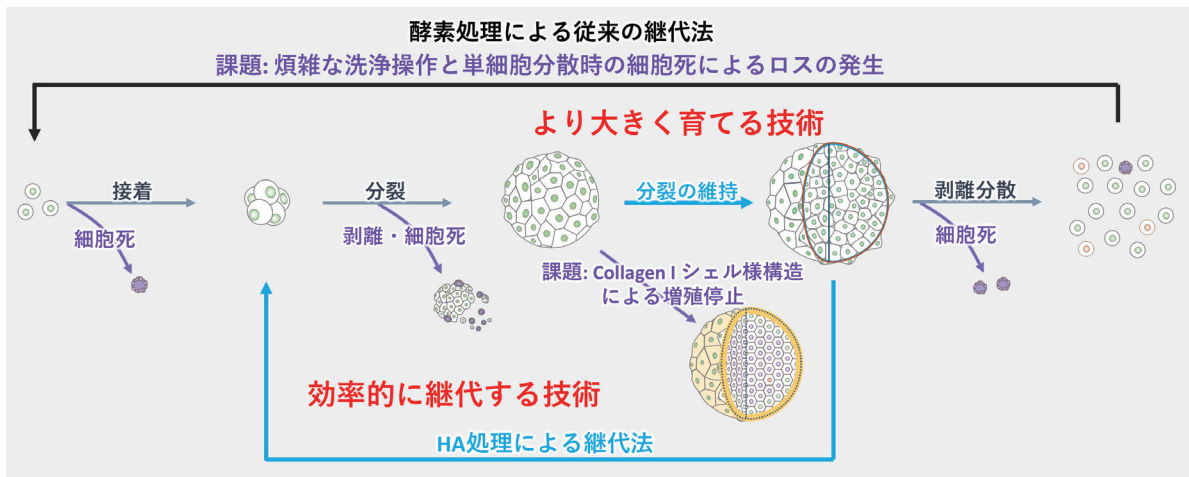 酵素処理による従来の継代法
課題: 煩雑な洗浄操作と単細胞分散時の細胞死によるロスの発生
より大きく育てる技術
接着
分裂
分裂の維持
剥離分散
細胞死
剥離・細胞死
細胞死
課題: Collagen I シェル様構造
による増殖停止
効率的に継代する技術
HA処理による継代法